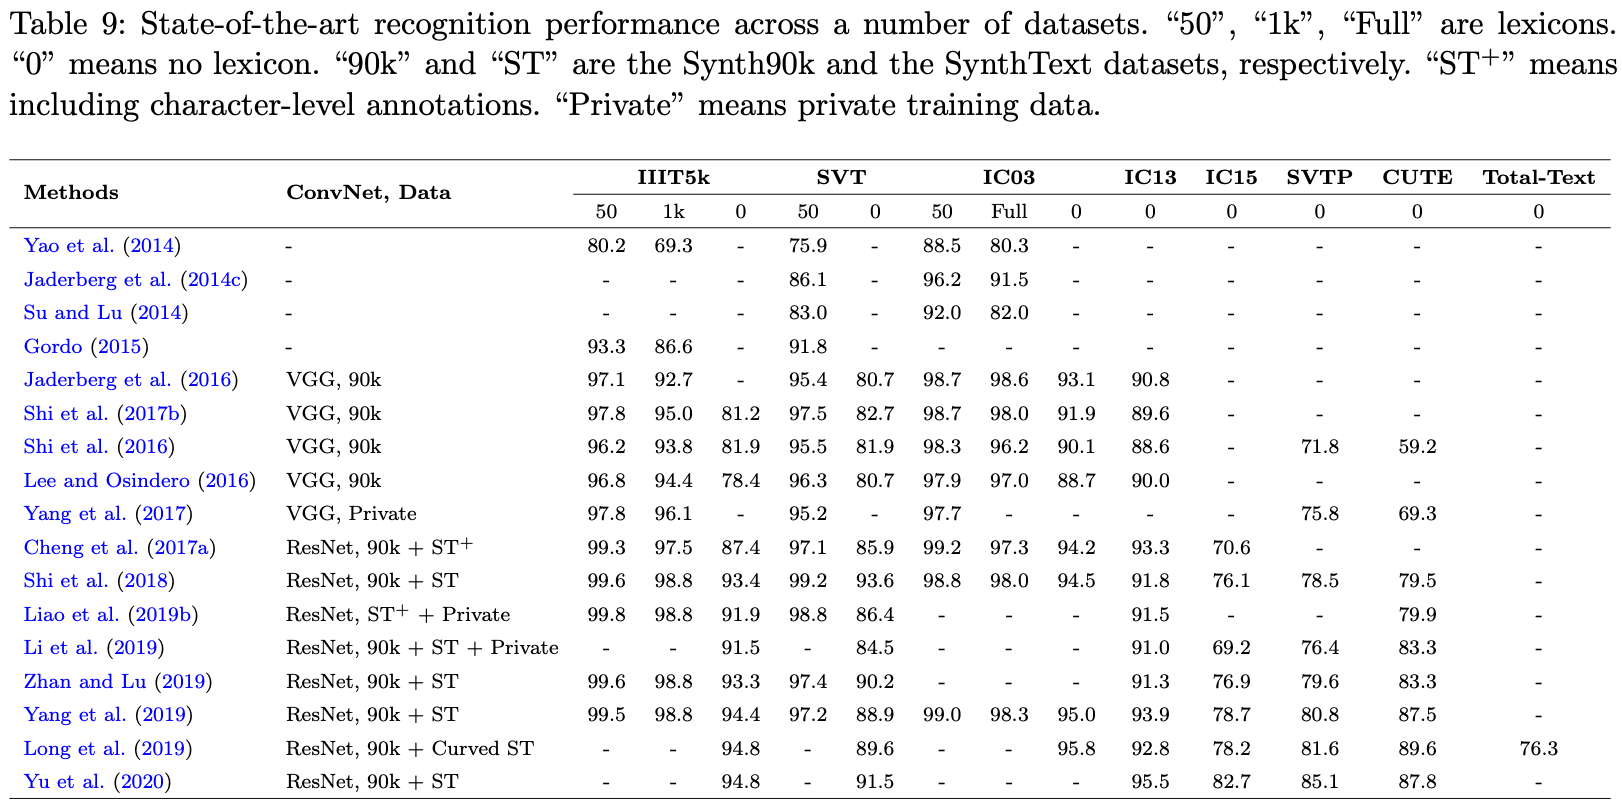 Table 9: State-of-the-art recognition performance across a number of datasets. “50”, “1k”, “Full” are lexicons.
“0” means no lexicon. “90k” and “ST” are the Synth90k and the SynthText datasets, respectively. “ST+” means
including character-level annotations. “Private” means private training data.
Methods ConvNet, Data IIIT5k SVT IC03 IC13 IC15 SVTP CUTE Total-Text
50 1k 0 50 0 50 Full 0 0 0 0 0 0
Yao et al. (2014) - 80.2 69.3 - 75.9 - 88.5 80.3 - - - - - -
Jaderberg et al. (2014c) - - - - 86.1 - 96.2 91.5 - - - - - -
Su and Lu (2014) - - - - 83.0 - 92.0 82.0 - - - - - -
Gordo (2015) - 93.3 86.6 - 91.8 - - - - - - - - -
Jaderberg et al. (2016) VGG, 90k 97.1 92.7 - 95.4 80.7 98.7 98.6 93.1 90.8 - - - -
Shi et al. (2017b) VGG, 90k 97.8 95.0 81.2 97.5 82.7 98.7 98.0 91.9 89.6 - - - -
Shi et al. (2016) VGG, 90k 96.2 93.8 81.9 95.5 81.9 98.3 96.2 90.1 88.6 - 71.8 59.2 -
Lee and Osindero (2016) VGG, 90k 96.8 94.4 78.4 96.3 80.7 97.9 97.0 88.7 90.0 - - - -
Yang et al. (2017) VGG, Private 97.8 96.1 - 95.2 - 97.7 - - - - 75.8 69.3 -
Cheng et al. (2017a) ResNet, 90k + ST+ 99.3 97.5 87.4 97.1 85.9 99.2 97.3 94.2 93.3 70.6 - - -
Shi et al. (2018) ResNet, 90k + ST 99.6 98.8 93.4 99.2 93.6 98.8 98.0 94.5 91.8 76.1 78.5 79.5 -
Liao et al. (2019b) ResNet, ST+ + Private 99.8 98.8 91.9 98.8 86.4 - - - 91.5 - - 79.9 -
Li et al. (2019) ResNet, 90k + ST + Private - - 91.5 - 84.5 - - - 91.0 69.2 76.4 83.3 -
Zhan and Lu (2019) ResNet, 90k + ST 99.6 98.8 93.3 97.4 90.2 - - - 91.3 76.9 79.6 83.3 -
Yang et al. (2019) ResNet, 90k + ST 99.5 98.8 94.4 97.2 88.9 99.0 98.3 95.0 93.9 78.7 80.8 87.5 -
Long et al. (2019) ResNet, 90k + Curved ST - - 94.8 - 89.6 - - 95.8 92.8 78.2 81.6 89.6 76.3
Yu et al. (2020) ResNet, 90k + ST - - 94.8 - 91.5 - - - 95.5 82.7 85.1 87.8 -